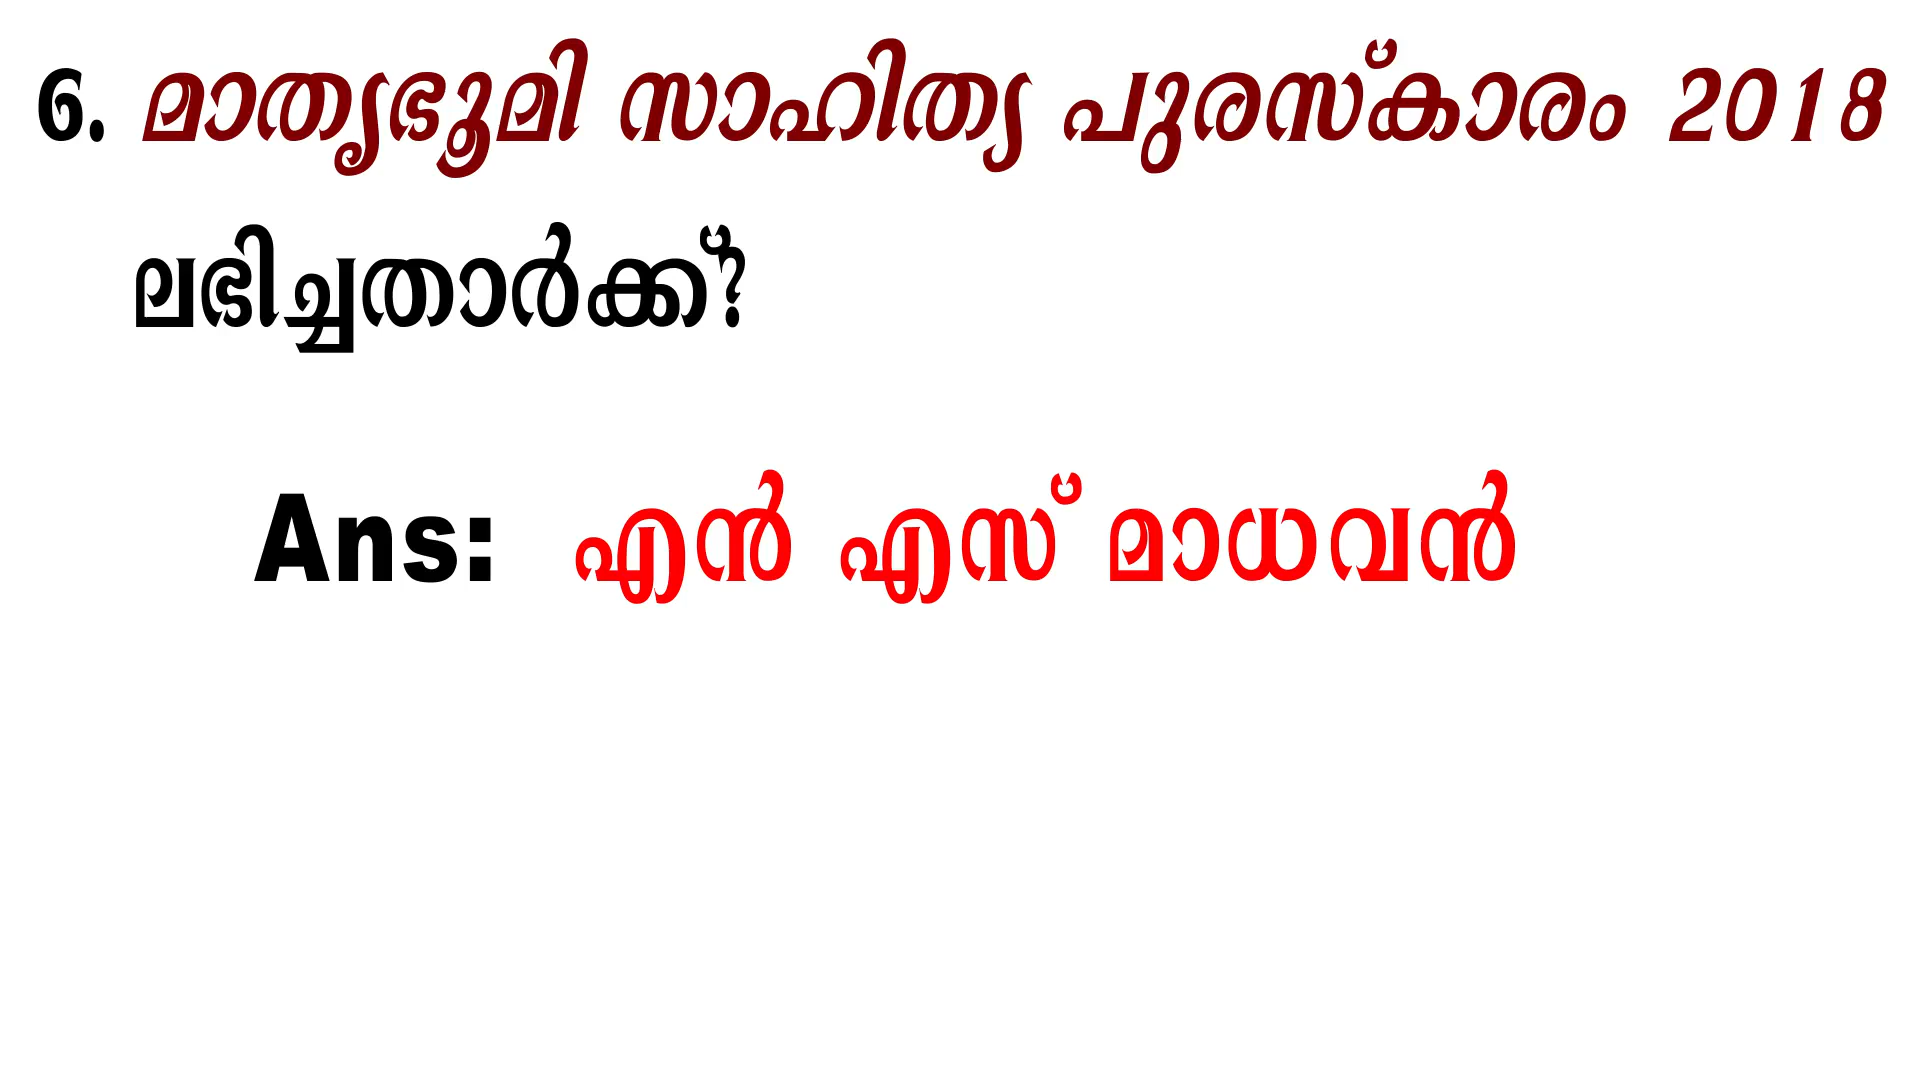 6. മാതൃഭൂമി സാഹിത്യ പുരസ്കാരം 2018
ലഭിച്ചതാർക്ക്?
Ans: എൻ എസ് മാധവൻ